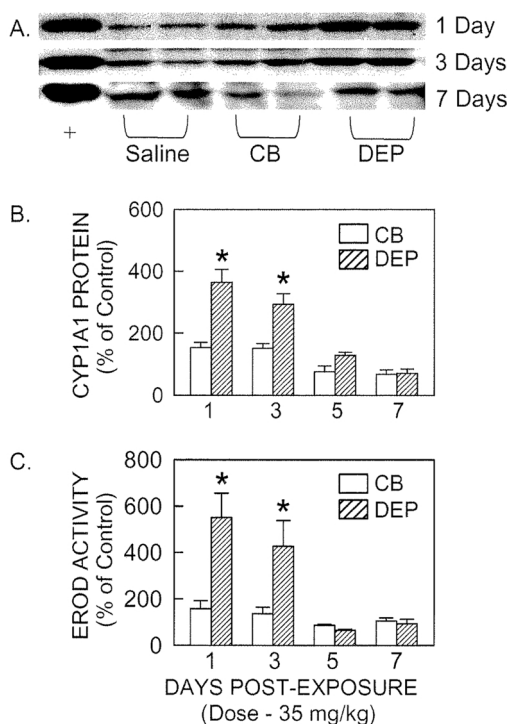 A.
1 Day
3 Days
7 Days
+
Saline
CB
DEP
B.
CYP1A1 PROTEIN
(% of Control)
600
400
200
0
CB
DEP
*
*
1
3
5
7
C.
EROD ACTIVITY
(% of Control)
800
600
400
200
0
CB
DEP
*
*
1
3
5
7
DAYS POST-EXPOSURE
(Dose - 35 mg/kg)